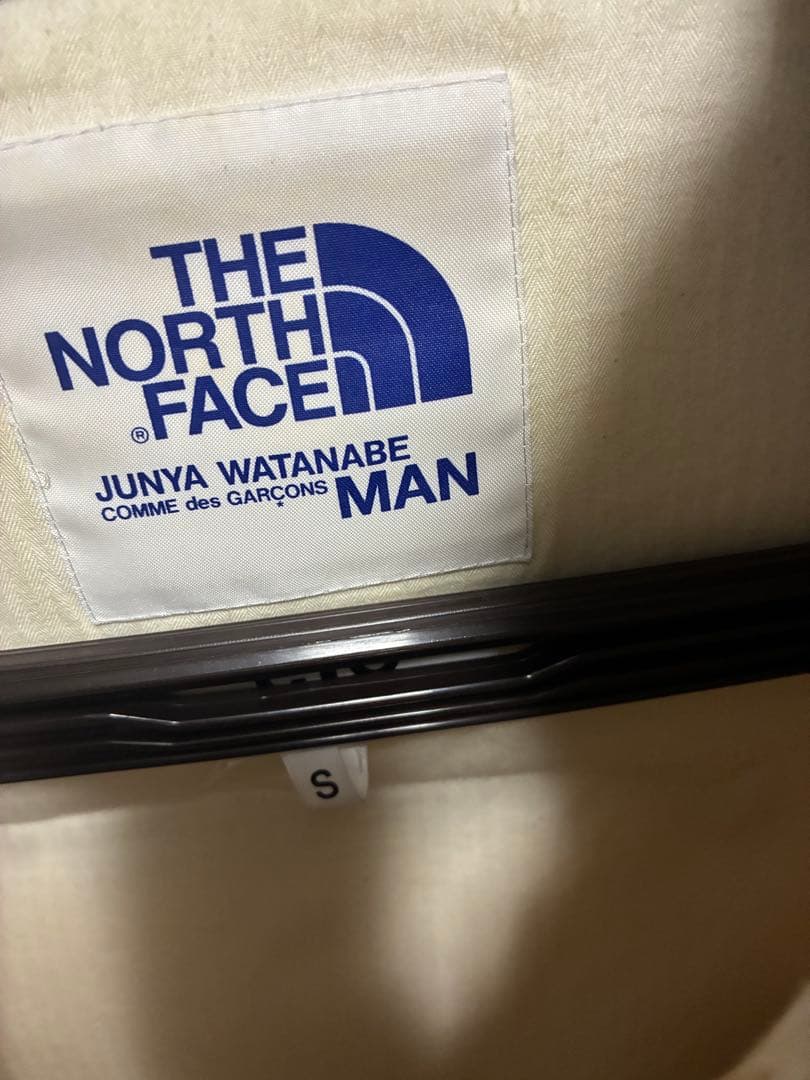 THE
NORTH
FACE
®
JUNYA WATANABE
COMME des GARÇONS MAN
S